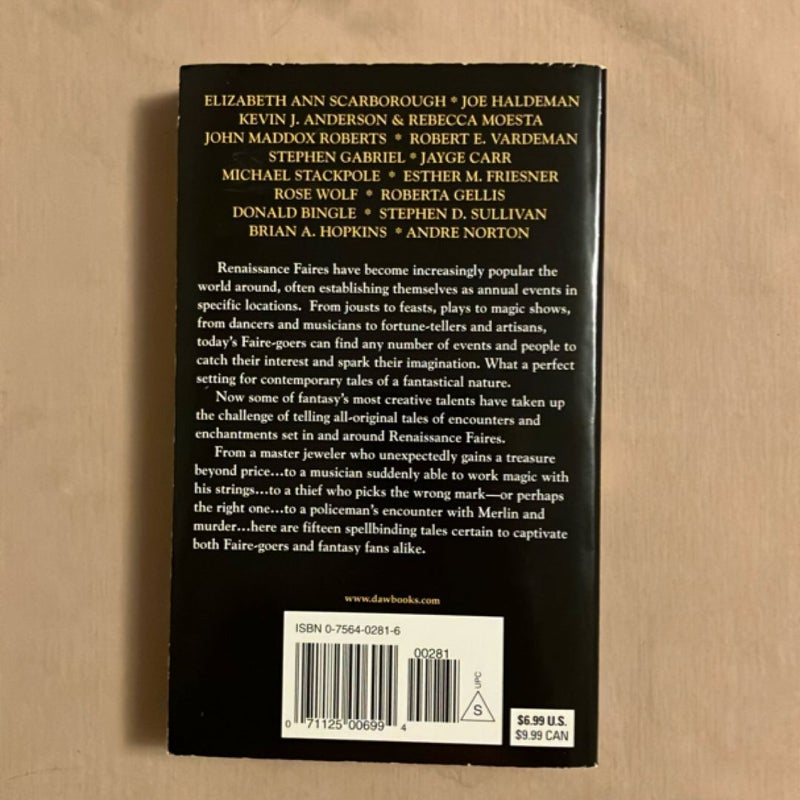 ELIZABETH ANN SCARBOROUGH * JOE HALDEMAN
KEVIN J. ANDERSON & REBECCA MOESTA
JOHN MADDOX ROBERTS * ROBERT E. VARDEMAN
STEPHEN GABRIEL * JAYGE CARR
MICHAEL STACKPOLE * ESTHER M. FRIESNER
ROSE WOLF * ROBERTA GELLIS
DONALD BINGLE * STEPHEN D. SULLIVAN
BRIAN A. HOPKINS * ANDRE NORTON
Renaissance Faires have become increasingly popular the
world around, often establishing themselves as annual events in
specific locations. From jousts to feasts, plays to magic shows,
from dancers and musicians to fortune-tellers and artisans,
today's Faire-goers can find any number of events and people to
catch their interest and spark their imagination. What a perfect
setting for contemporary tales of a fantastical nature.
Now some of fantasy's most creative talents have taken up
the challenge of telling all-original tales of encounters and
enchantments set in and around Renaissance Faires.
From a master jeweler who unexpectedly gains a treasure
beyond price...to a musician suddenly able to work magic with
his strings...to a thief who picks the wrong mark—or perhaps
the right one...to a policeman's encounter with Merlin and
murder...here are fifteen spellbinding tales certain to captivate
both Faire-goers and fantasy fans alike.
www.dawbooks.com
ISBN 0-7564-0281-6
00281
0 71125 00699 4
UPC
S
$6.99 U.S.
$9.99 CAN